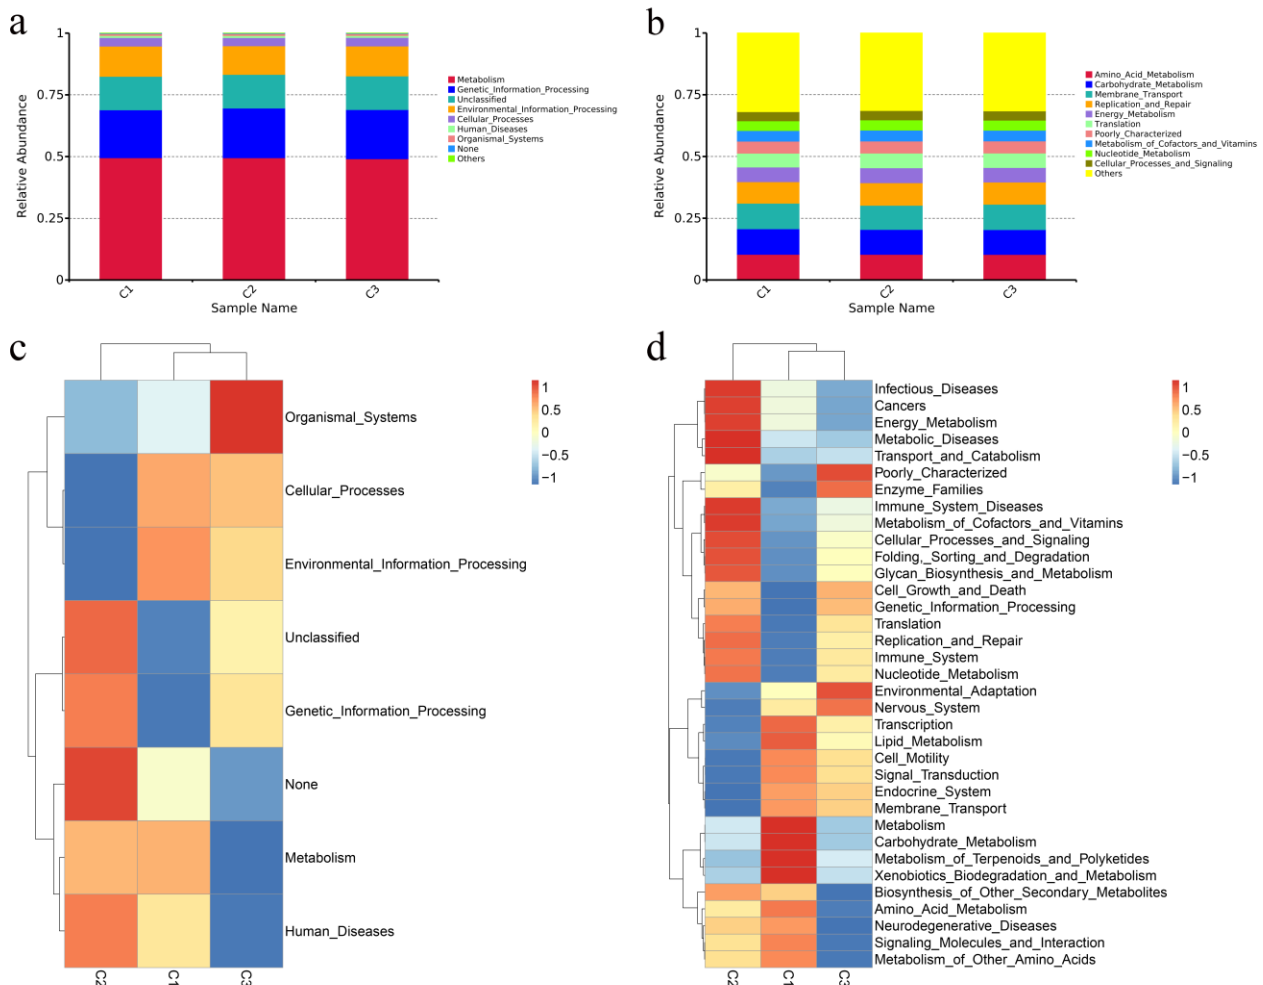 a
1
0.75
0.5
0.25
0
Relative Abundance
C1
C2
C3
Sample Name
Metabolism
Genetic_Information_Processing
Unclassified
Environmental_Information_Processing
Cellular_Processes
Human_Diseases
Organismal_Systems
None
Others
b
1
0.75
0.5
0.25
0
Relative Abundance
C1
C2
C3
Sample Name
Amino_Acid_Metabolism
Carbohydrate_Metabolism
Membrane_Transport
Replication_and_Repair
Energy_Metabolism
Translation
Poorly_Characterized
Metabolism_of_Cofactors_and_Vitamins
Nucleotide_Metabolism
Cellular_Processes_and_Signaling
Others
c
Organismal_Systems
Cellular_Processes
Environmental_Information_Processing
Unclassified
Genetic_Information_Processing
None
Metabolism
Human_Diseases
C2
C1
C3
1
0.5
0
−0.5
−1
d
Infectious_Diseases
Cancers
Energy_Metabolism
Metabolic_Diseases
Transport_and_Catabolism
Poorly_Characterized
Enzyme_Families
Immune_System_Diseases
Metabolism_of_Cofactors_and_Vitamins
Cellular_Processes_and_Signaling
Folding,_Sorting_and_Degradation
Glycan_Biosynthesis_and_Metabolism
Cell_Growth_and_Death
Genetic_Information_Processing
Translation
Replication_and_Repair
Immune_System
Nucleotide_Metabolism
Environmental_Adaptation
Nervous_System
Transcription
Lipid_Metabolism
Cell_Motility
Signal_Transduction
Endocrine_System
Membrane_Transport
Metabolism
Carbohydrate_Metabolism
Metabolism_of_Terpenoids_and_Polyketides
Xenobiotics_Biodegradation_and_Metabolism
Biosynthesis_of_Other_Secondary_Metabolites
Amino_Acid_Metabolism
Neurodegenerative_Diseases
Signaling_Molecules_and_Interaction
Metabolism_of_Other_Amino_Acids
C2
C1
C3
1
0.5
0
−0.5
−1